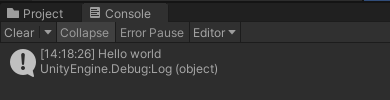 Project Console
Clear Collapse Error Pause Editor
[14:18:26] Hello world
UnityEngine.Debug:Log (object)